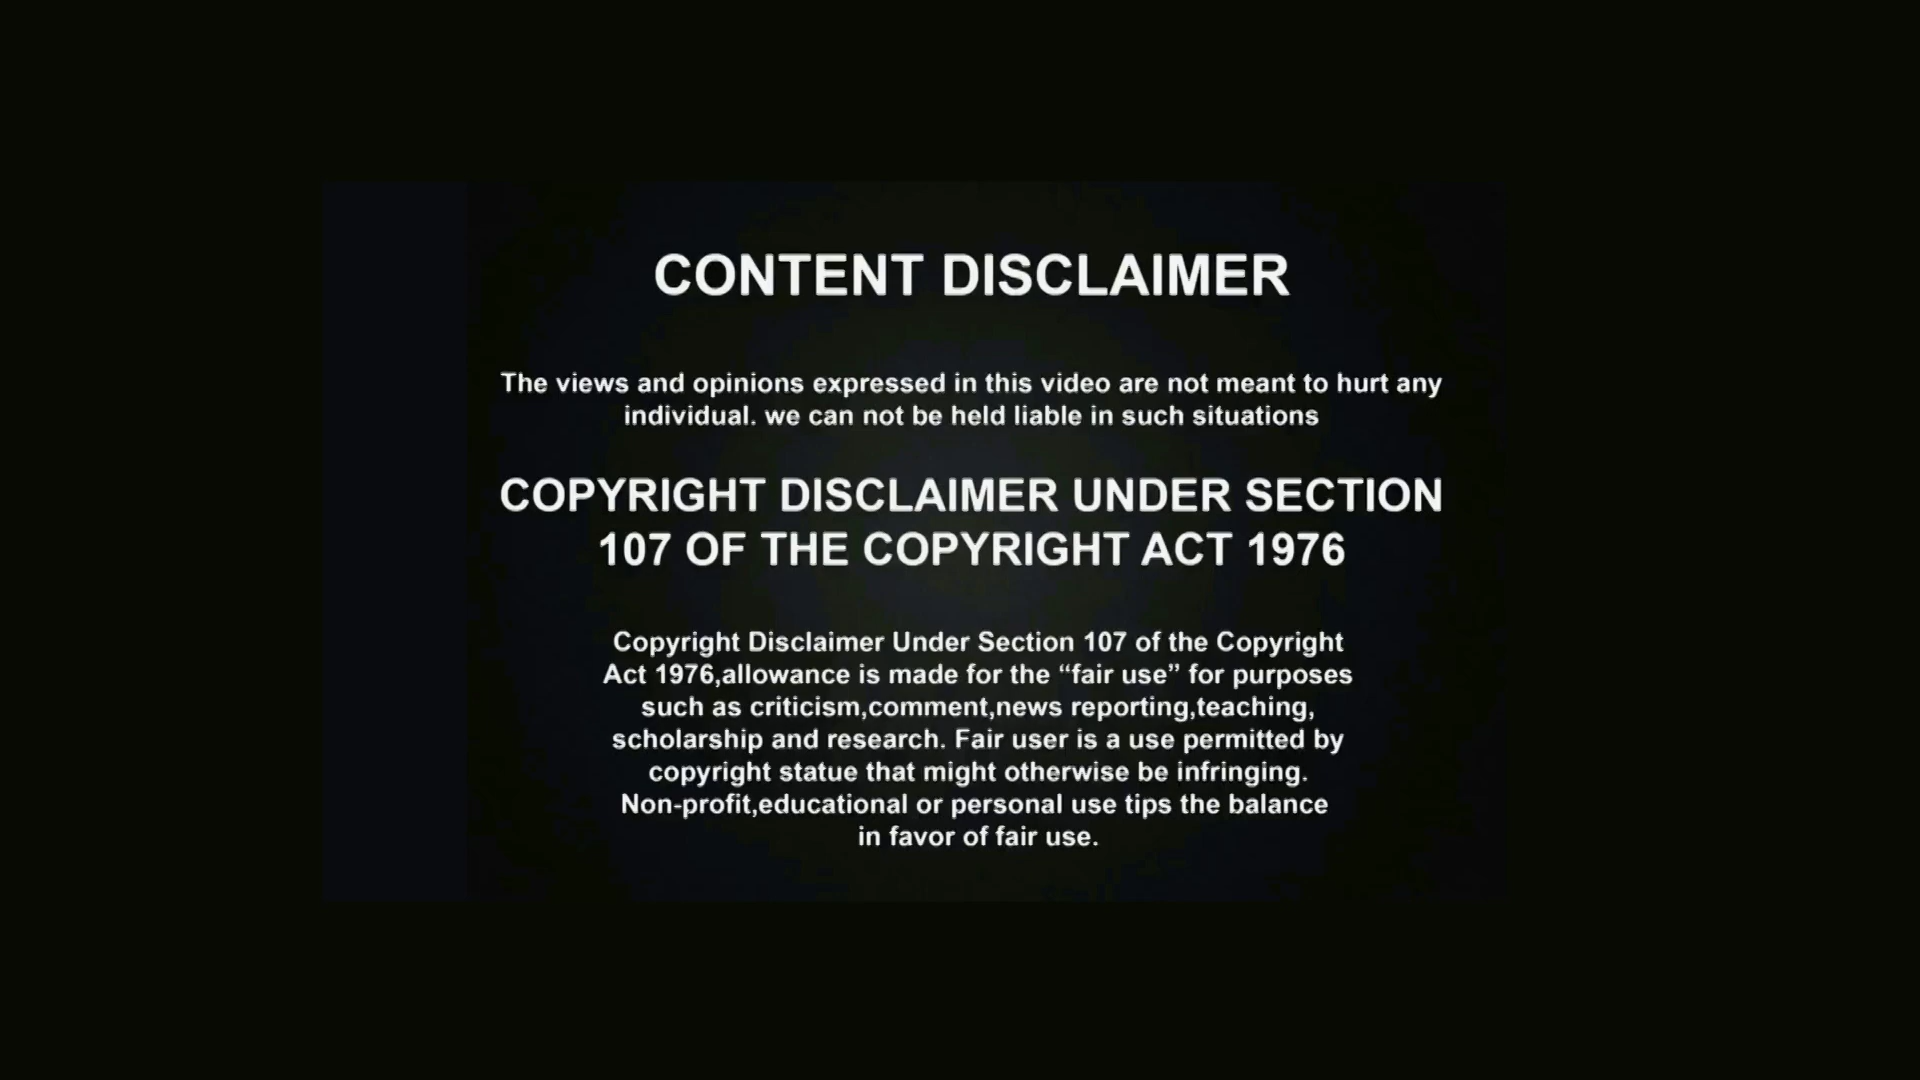 CONTENT DISCLAIMER
The views and opinions expressed in this video are not meant to hurt any
individual. we can not be held liable in such situations
COPYRIGHT DISCLAIMER UNDER SECTION
107 OF THE COPYRIGHT ACT 1976
Copyright Disclaimer Under Section 107 of the Copyright
Act 1976,allowance is made for the “fair use” for purposes
such as criticism,comment,news reporting,teaching,
scholarship and research. Fair user is a use permitted by
copyright statue that might otherwise be infringing.
Non-profit,educational or personal use tips the balance
in favor of fair use.